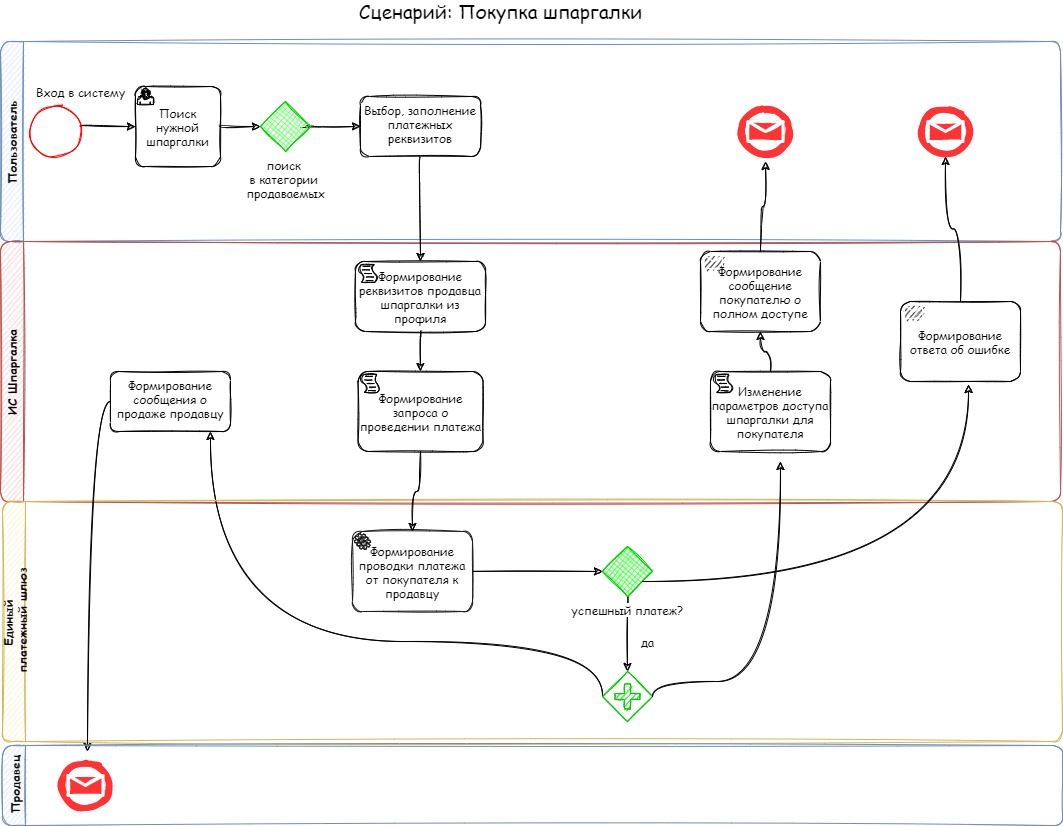 Сценарий: Покупка шпаргалки
Пользователь
Вход в систему
Поиск
нужной
шпаргалки
поиск
в категории
продаваемых
Выбор, заполнение
платежных
реквизитов
ИС Шпаргалка
Формирование
реквизитов продавца
шпаргалки из
профиля
Формирование
сообщение
покупателю о
полном доступе
Формирование
ответа об ошибке
Формирование
сообщения о
продаже продавцу
Формирование
запроса о
проведении платежа
Изменение
параметров доступа
шпаргалки для
покупателя
Единый
платежный шлюз
Формирование
проводки платежа
от покупателя к
продавцу
успешный платеж?
да
Продавец